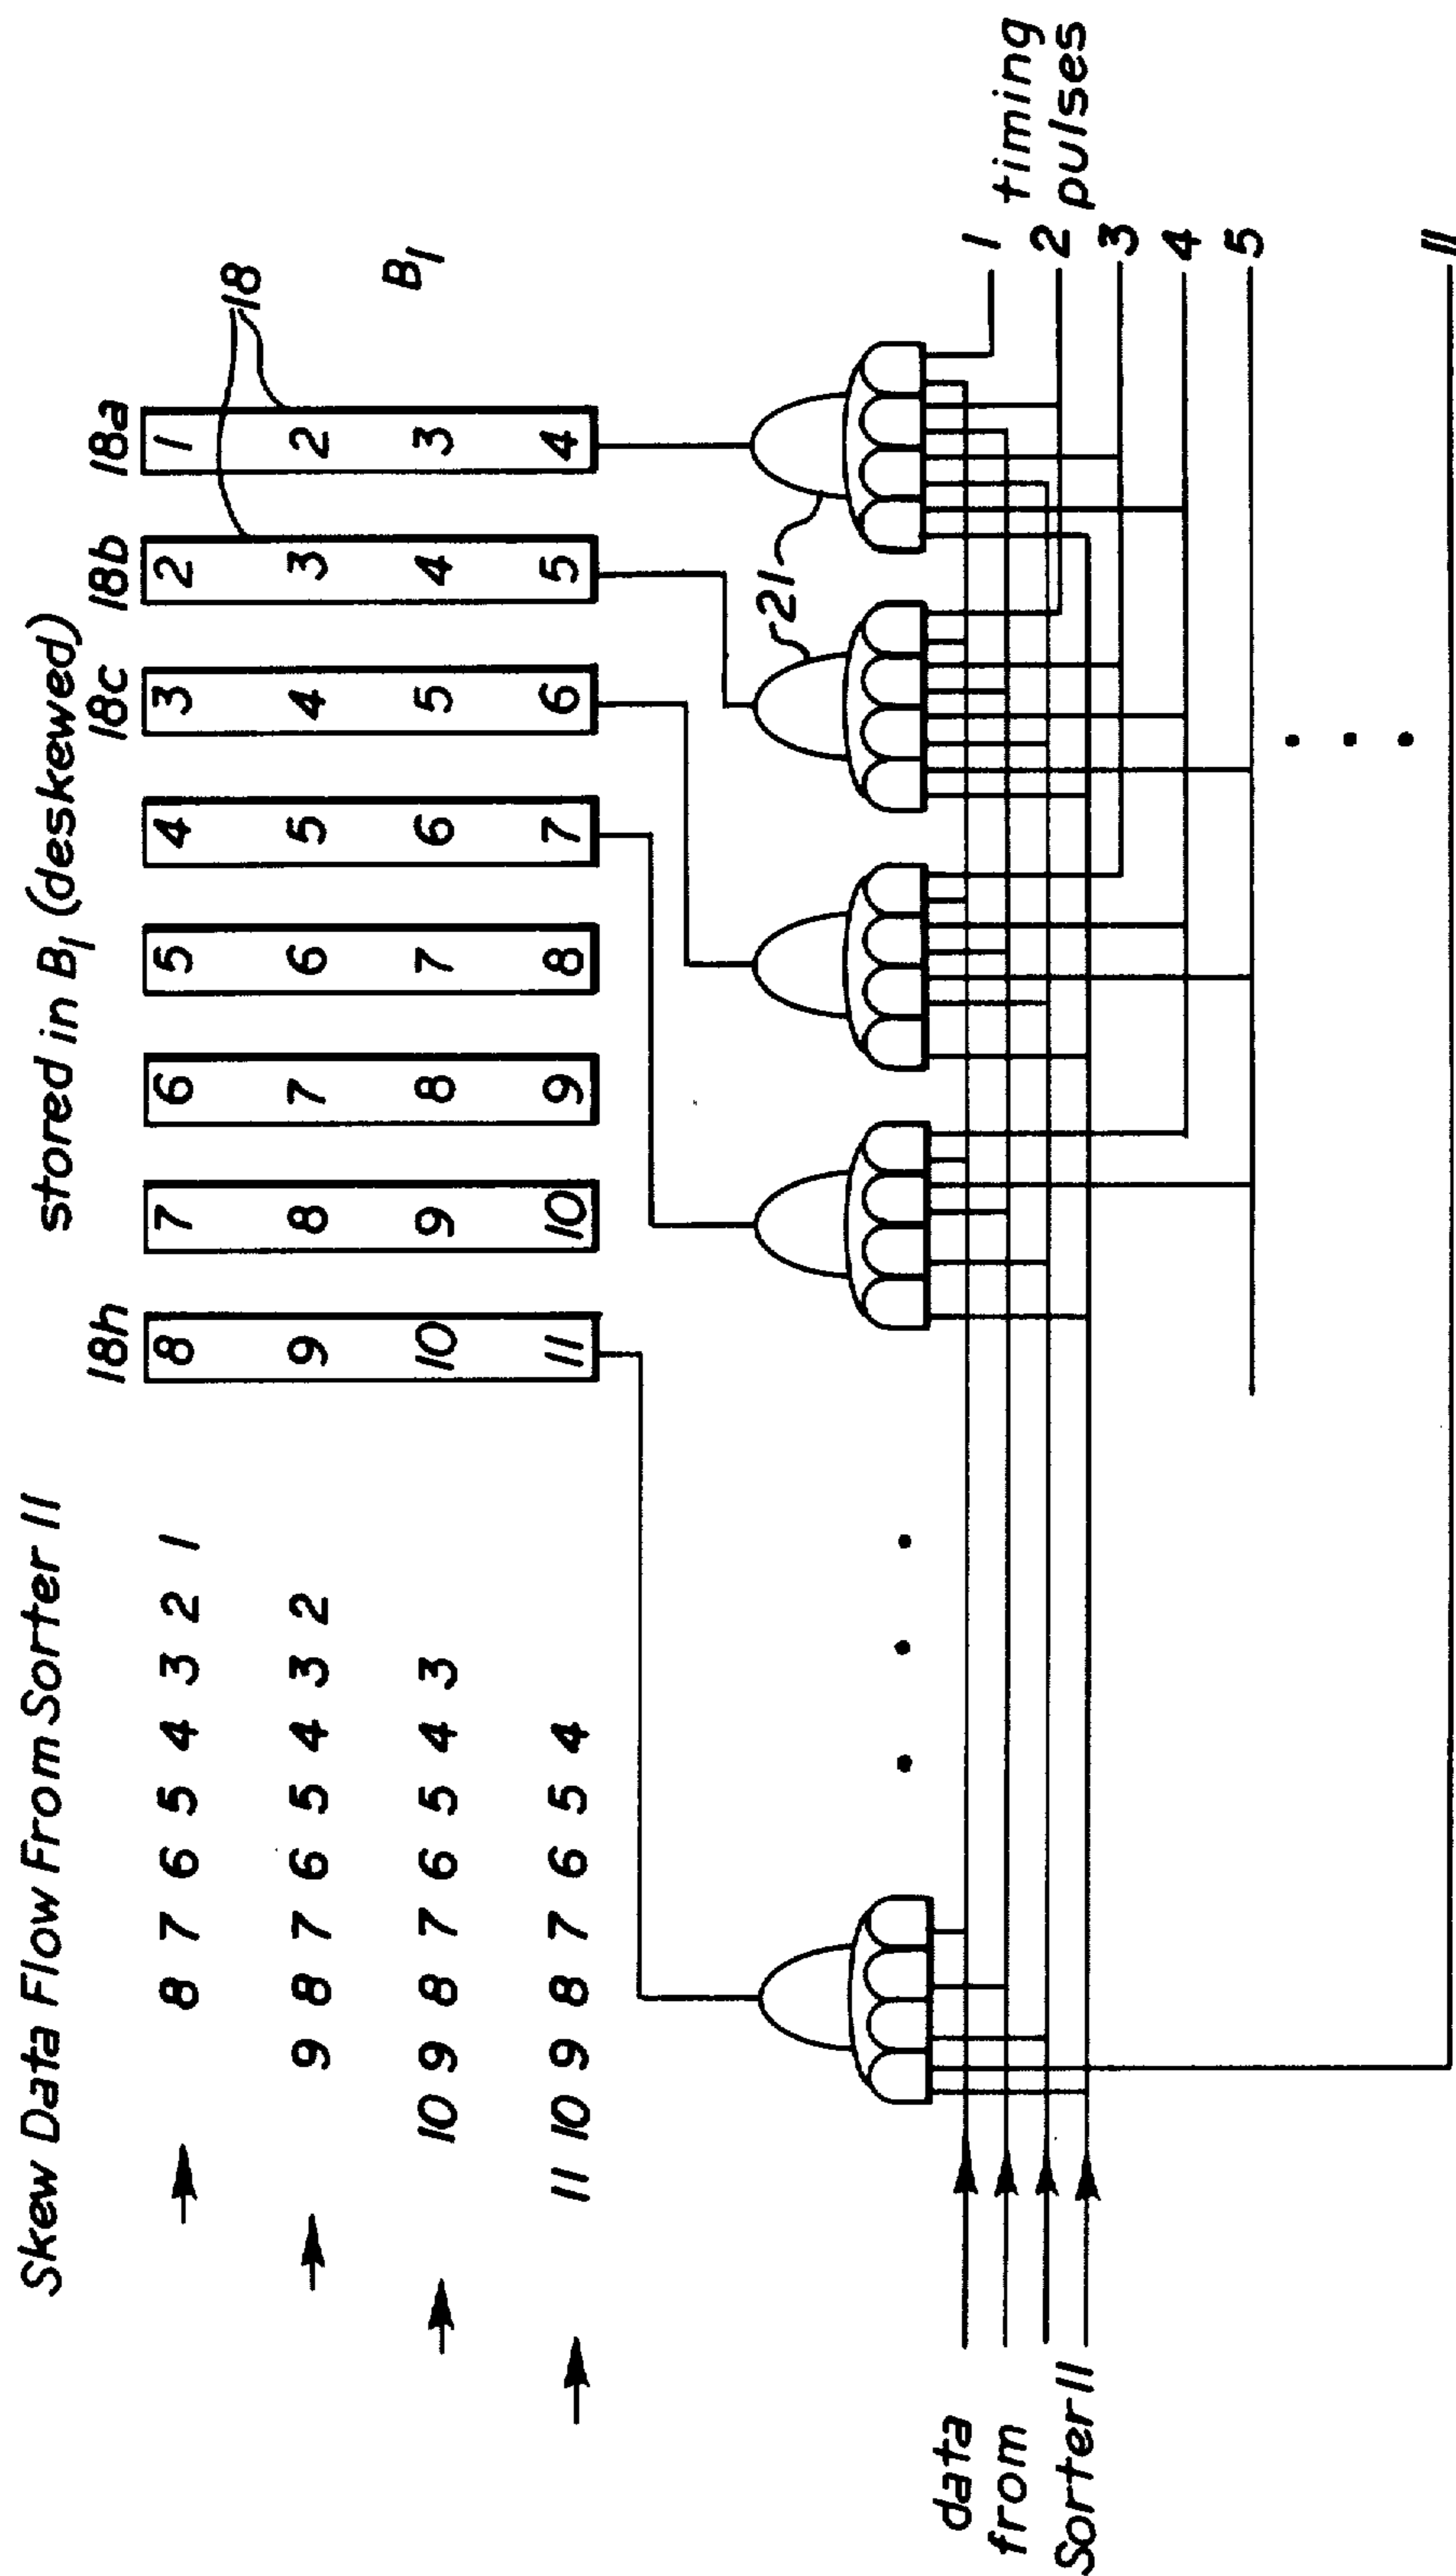 Skew Data Flow From Sorter 11
stored in B1 (deskewed)
18h 18c 18b 18a
18
8 7 6 5 4 3 2 1
9 8 7 6 5 4 3 2
10 9 8 7 6 5 4 3
11 10 9 8 7 6 5 4
8 7 6 5 4 3 2 1
9 8 7 6 5 4 3 2
10 9 8 7 6 5 4 3
11 10 9 8 7 6 5 4
B1
21
data
from
Sorter 11
1
2
3
4
5
11
timing
pulses